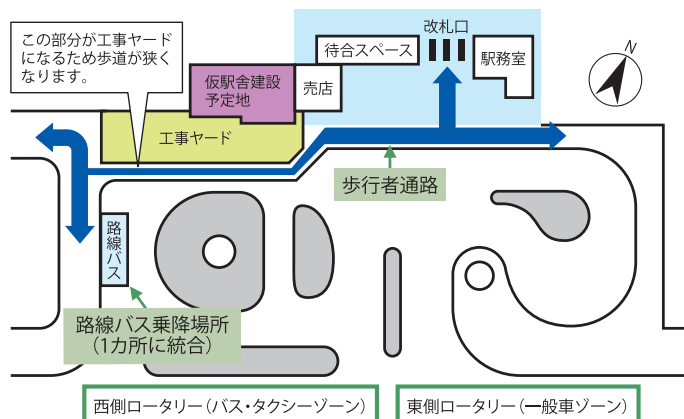 この部分が工事ヤード
になるため歩道が狭く
なります。
改札口
待合スペース
駅務室
仮駅舎建設
予定地
売店
N
工事ヤード
歩行者通路
路線バス
路線バス乗降場所
（1カ所に統合）
西側ロータリー（バス・タクシーゾーン）
東側ロータリー（一般車ゾーン）